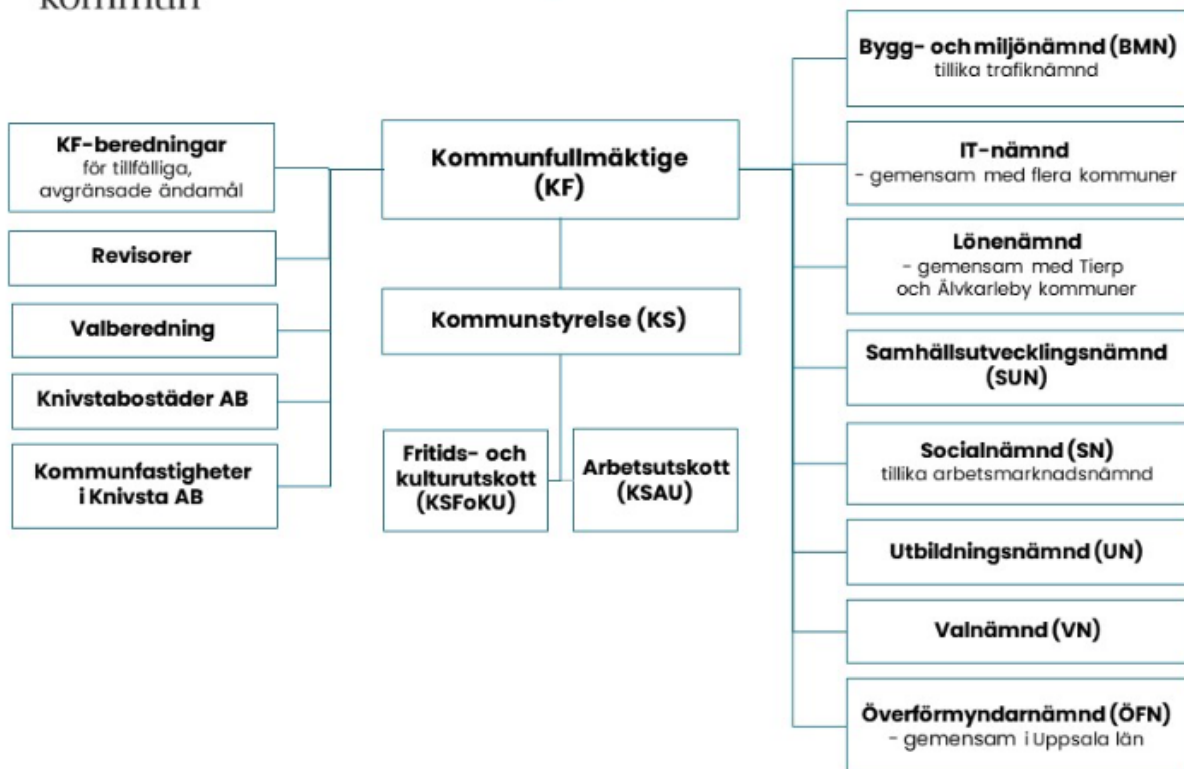 kommun
KF-beredningar
för tillfälliga,
avgränsade ändamål
Revisorer
Valberedning
Knivstabostäder AB
Kommunfastigheter
i Knivsta AB
Kommunfullmäktige
(KF)
Kommunstyrelse (KS)
Fritids- och
kulturutskott
(KSFoKU)
Arbetsutskott
(KSAU)
Bygg- och miljönämnd (BMN)
tillika trafiknämnd
IT-nämnd
- gemensam med flera kommuner
Lönenämnd
- gemensam med Tierp
och Älvkarleby kommuner
Samhällsutvecklingsnämnd
(SUN)
Socialnämnd (SN)
tillika arbetsmarknadsnämnd
Utbildningsnämnd (UN)
Valnämnd (VN)
Överförmyndarnämnd (ÖFN)
- gemensam i Uppsala län